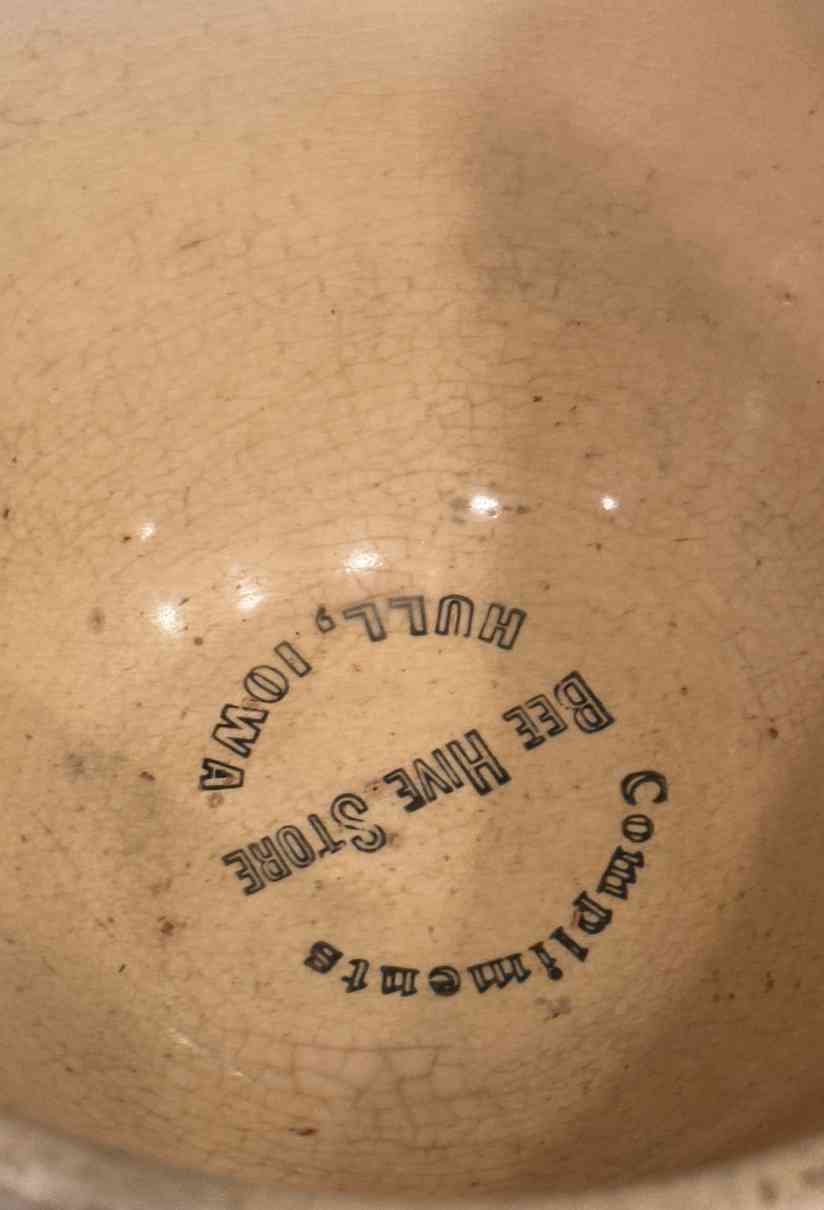 Compliments
BEE HIVE STORE
HULL, IOWA